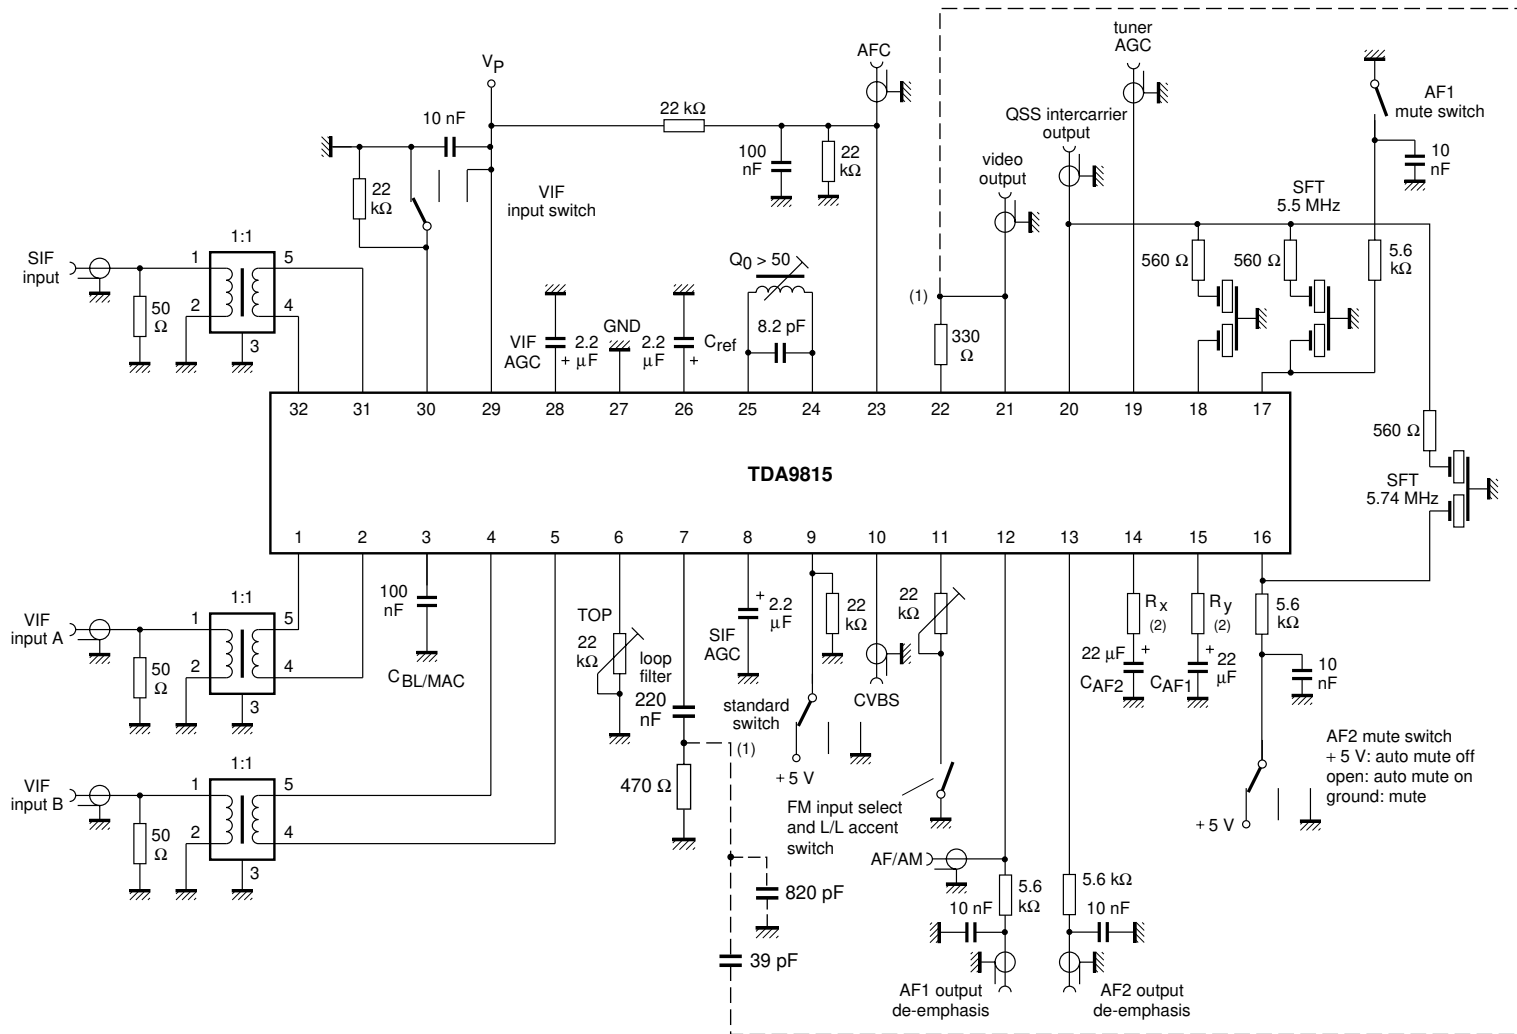 tuner
AGC
AFC
VP
AF1
mute switch
QSS intercarrier
output
22 kΩ
10 nF
video
output
100
nF
22
kΩ
10
nF
22
kΩ
VIF
input switch
SFT
5.5 MHz
1:1
SIF
input
1
5
2
4
3
50
Ω
Q0 > 50
560 Ω
560 Ω
5.6
kΩ
(1)
8.2 pF
330
Ω
VIF
AGC
2.2
+ μF
GND
2.2
μF
+
Cref
32
31
30
29
28
27
26
25
24
23
22
21
20
19
18
17
560 Ω
TDA9815
SFT
5.74 MHz
1
2
3
4
5
6
7
8
9
10
11
12
13
14
15
16
1:1
VIF
input A
1
5
2
4
3
50
Ω
100
nF
CBL/MAC
TOP
22
kΩ
loop
filter
220
nF
+
2.2
μF
SIF
AGC
22
kΩ
22
kΩ
CVBS
standard
switch
+ 5 V
Rx
(2)
22 μF
+
CAF2
Ry
(2)
+
22
μF
CAF1
5.6
kΩ
10
nF
(1)
470 Ω
AF2 mute switch
+ 5 V: auto mute off
open: auto mute on
ground: mute
+ 5 V
1:1
VIF
input B
1
5
2
4
3
50
Ω
FM input select
and L/L accent
switch
AF/AM
820 pF
39 pF
5.6
kΩ
10 nF
5.6 kΩ
10 nF
AF1 output
de-emphasis
AF2 output
de-emphasis